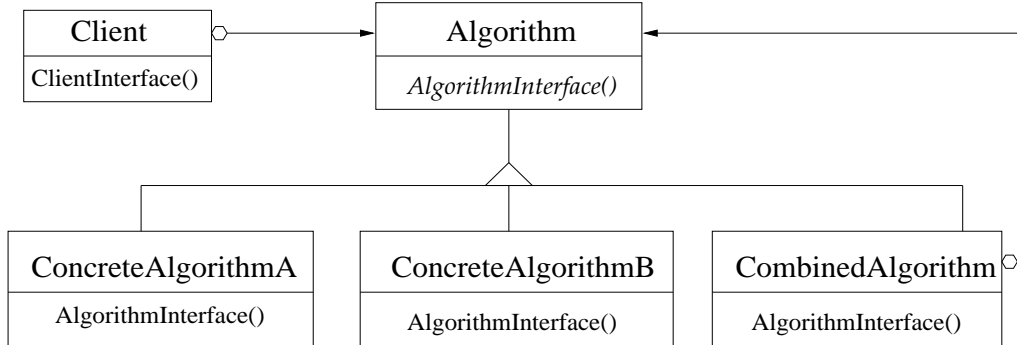 Client
ClientInterface()
Algorithm
AlgorithmInterface()
ConcreteAlgorithmA
AlgorithmInterface()
ConcreteAlgorithmB
AlgorithmInterface()
CombinedAlgorithm
AlgorithmInterface()